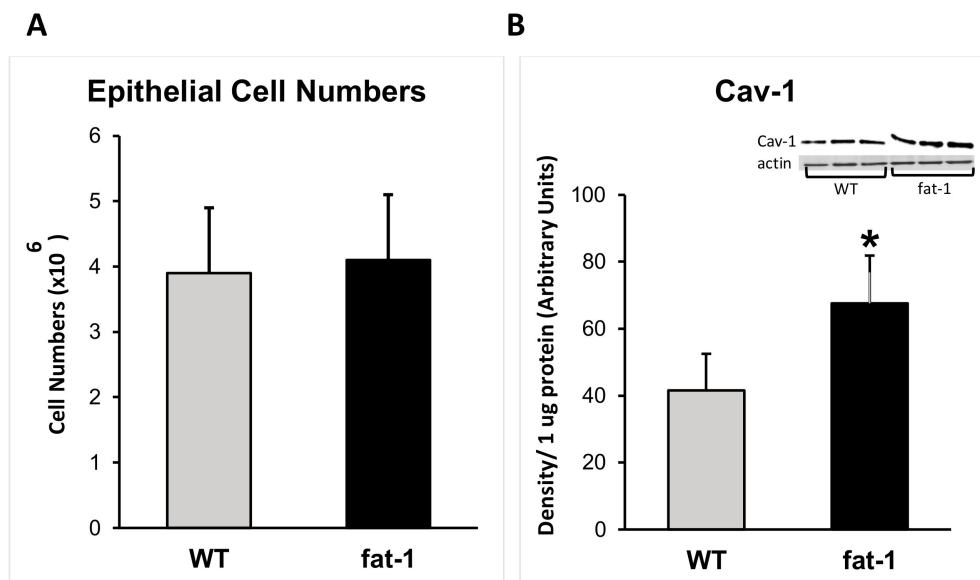 A
Epithelial Cell Numbers
Cell Numbers (x10⁶)
6
5
4
3
2
1
0
WT
fat-1
B
Cav-1
Cav-1
actin
WT
fat-1
Density/ 1 ug protein (Arbitrary Units)
100
80
60
40
20
0
*
WT
fat-1